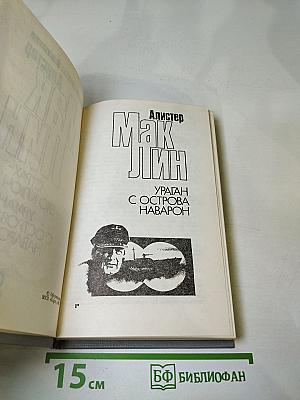 Алистер
Мак
Лин
УРАГАН
С ОСТРОВА
НАВАРОН
15 см
БФ БИБЛИОФАН